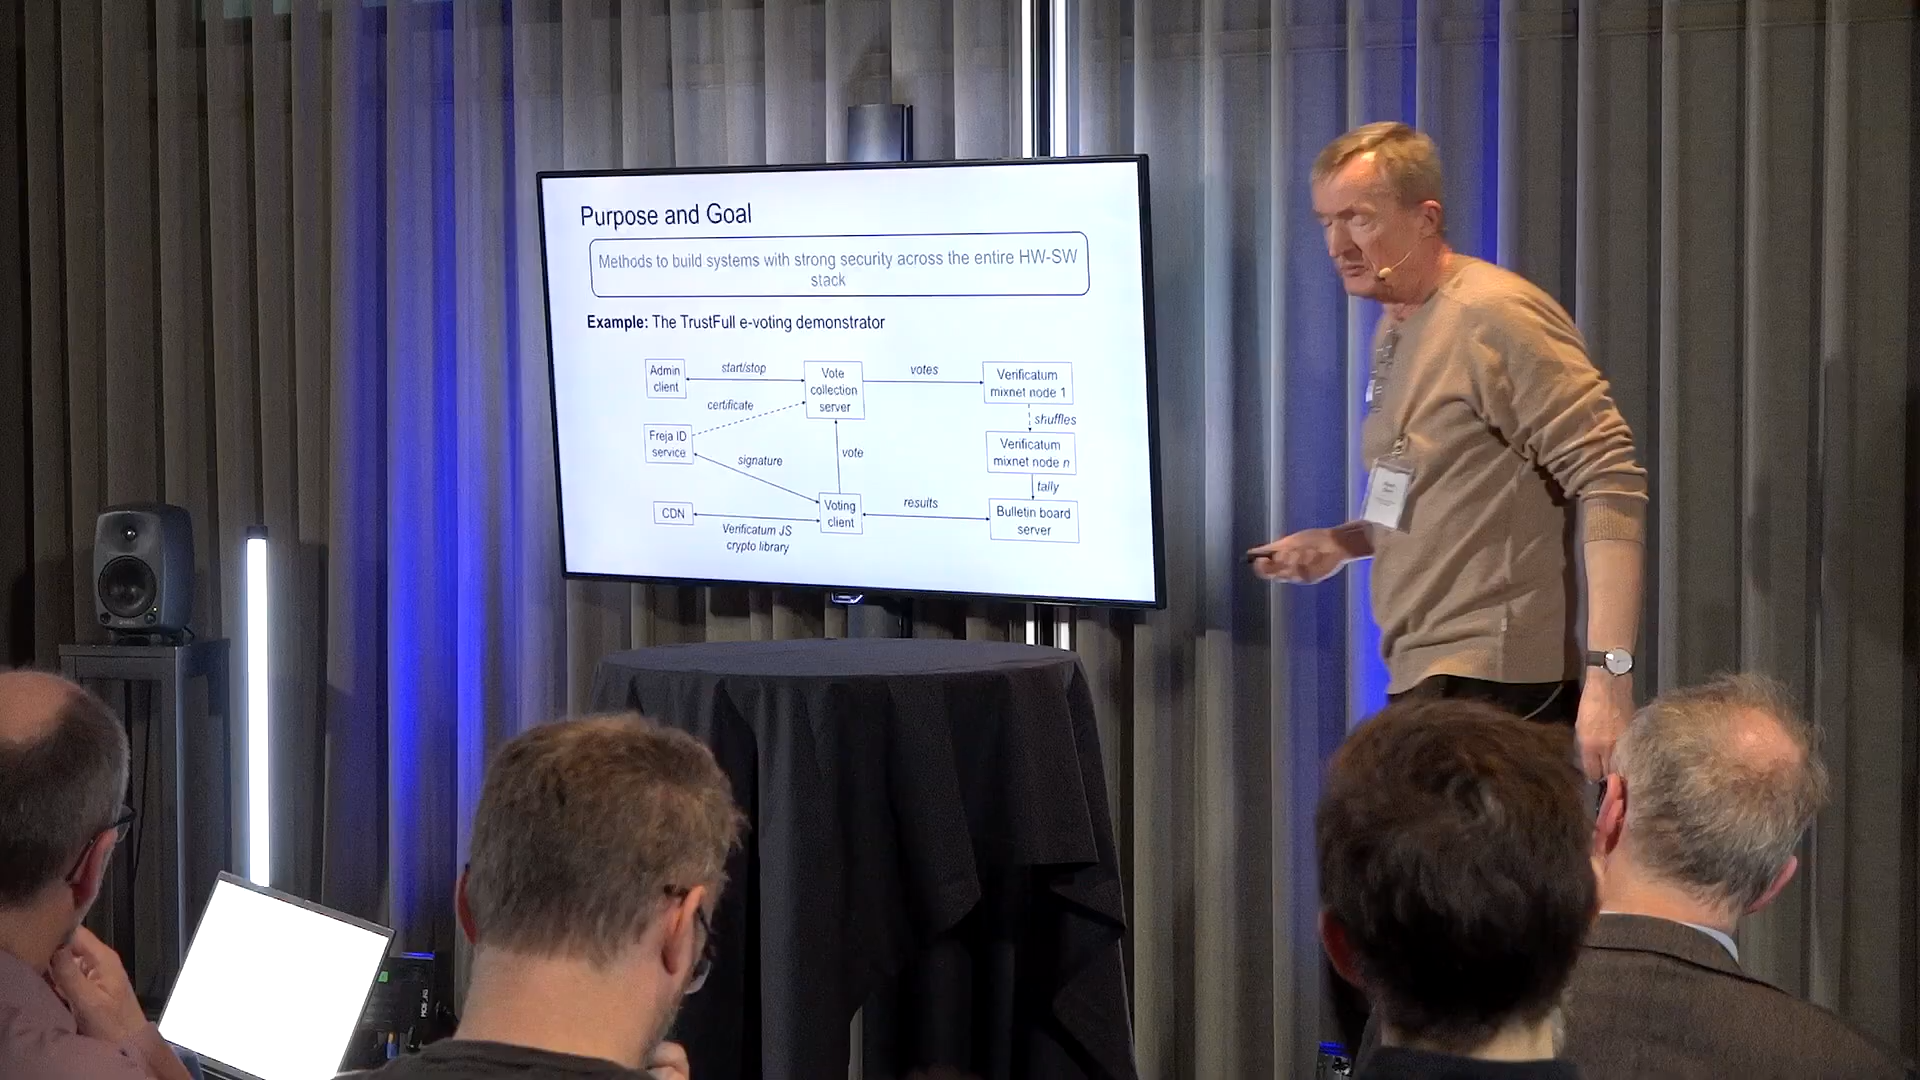 Purpose and Goal
Methods to build systems with strong security across the entire HW-SW
stack
Example: The TrustFull e-voting demonstrator
Admin
client
start/stop
Vote
collection
server
votes
Verificatum
mixnet node 1
certificate
shuffles
Freja ID
service
signature
vote
Verificatum
mixnet node n
tally
CDN
Verificatum JS
crypto library
Voting
client
results
Bulletin board
server